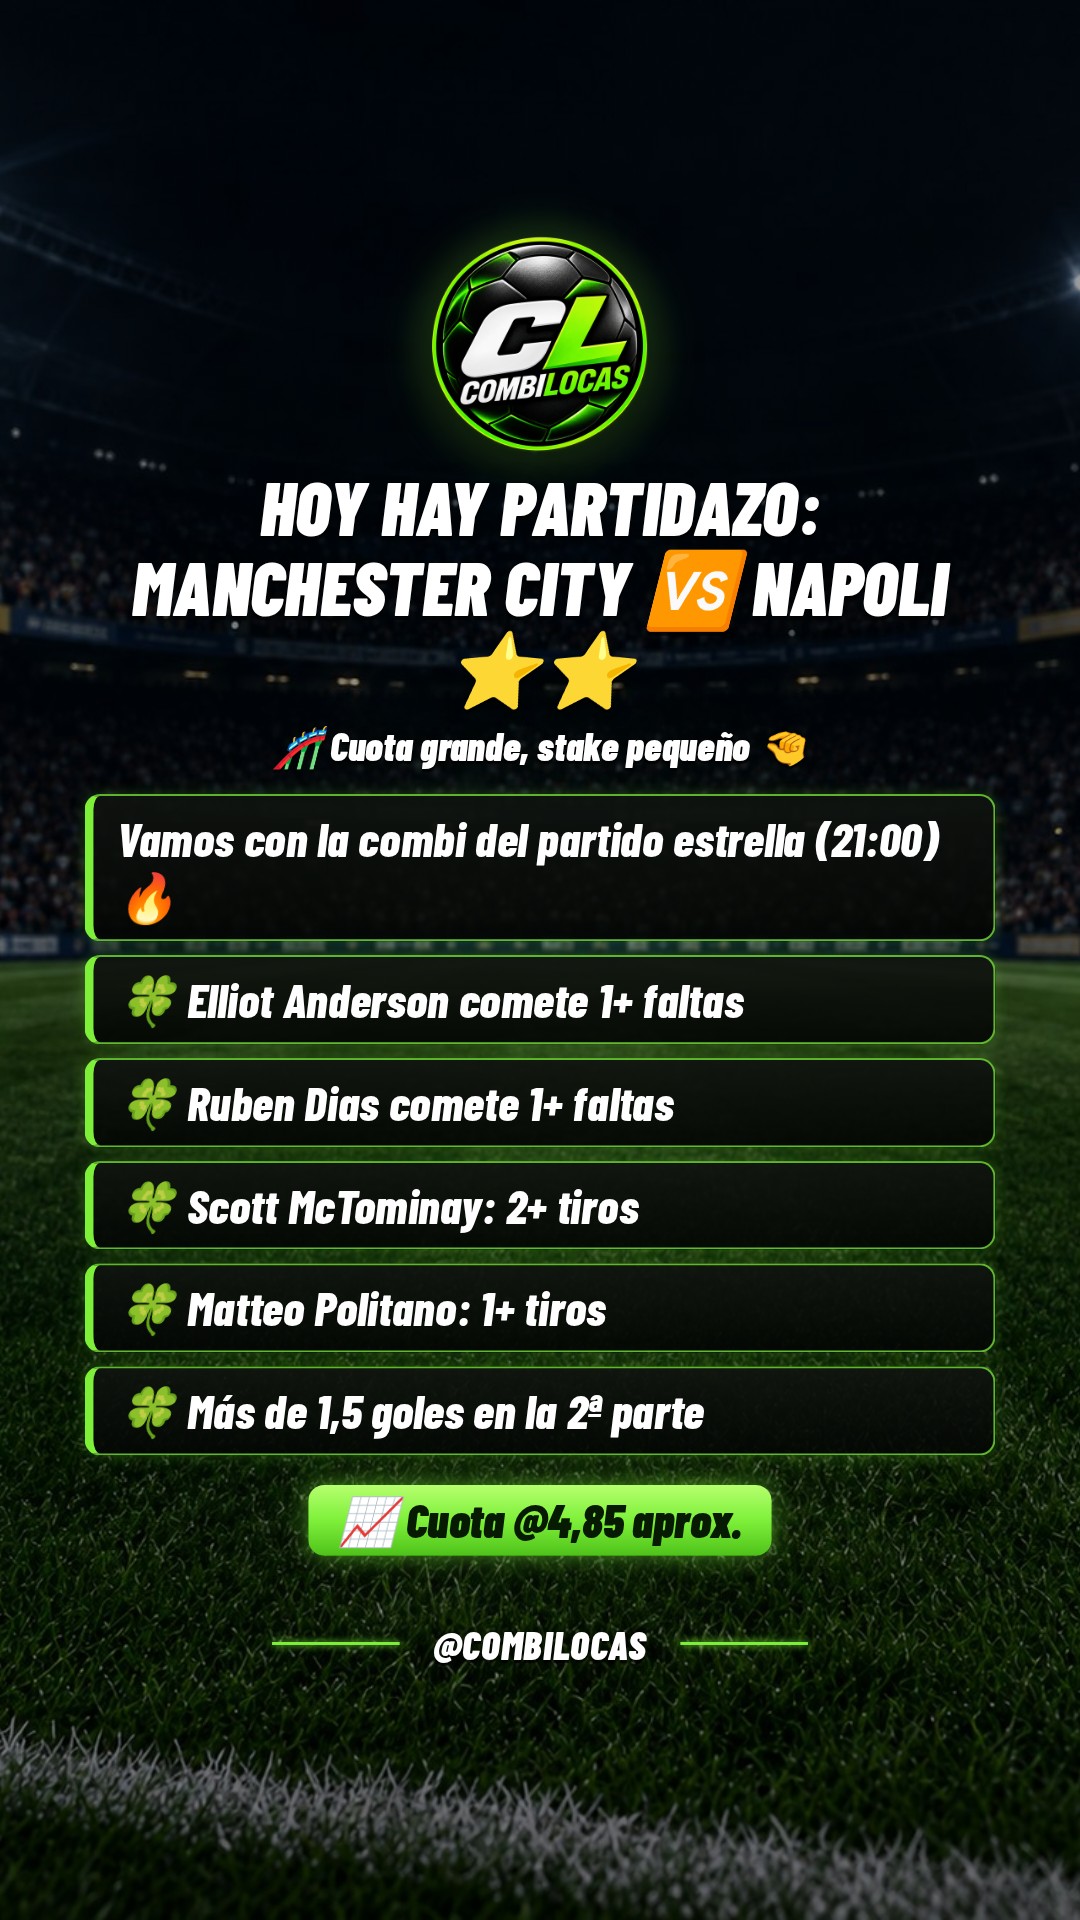 CL
COMBILOCAS
HOY HAY PARTIDAZO:
MANCHESTER CITY 🆚 NAPOLI
⭐⭐
🎢 Cuota grande, stake pequeño 🤏
Vamos con la combi del partido estrella (21:00)
🔥
🍀 Elliot Anderson comete 1+ faltas
🍀 Ruben Dias comete 1+ faltas
🍀 Scott McTominay: 2+ tiros
🍀 Matteo Politano: 1+ tiros
🍀 Más de 1,5 goles en la 2ª parte
📈 Cuota @4,85 aprox.
@COMBILOCAS